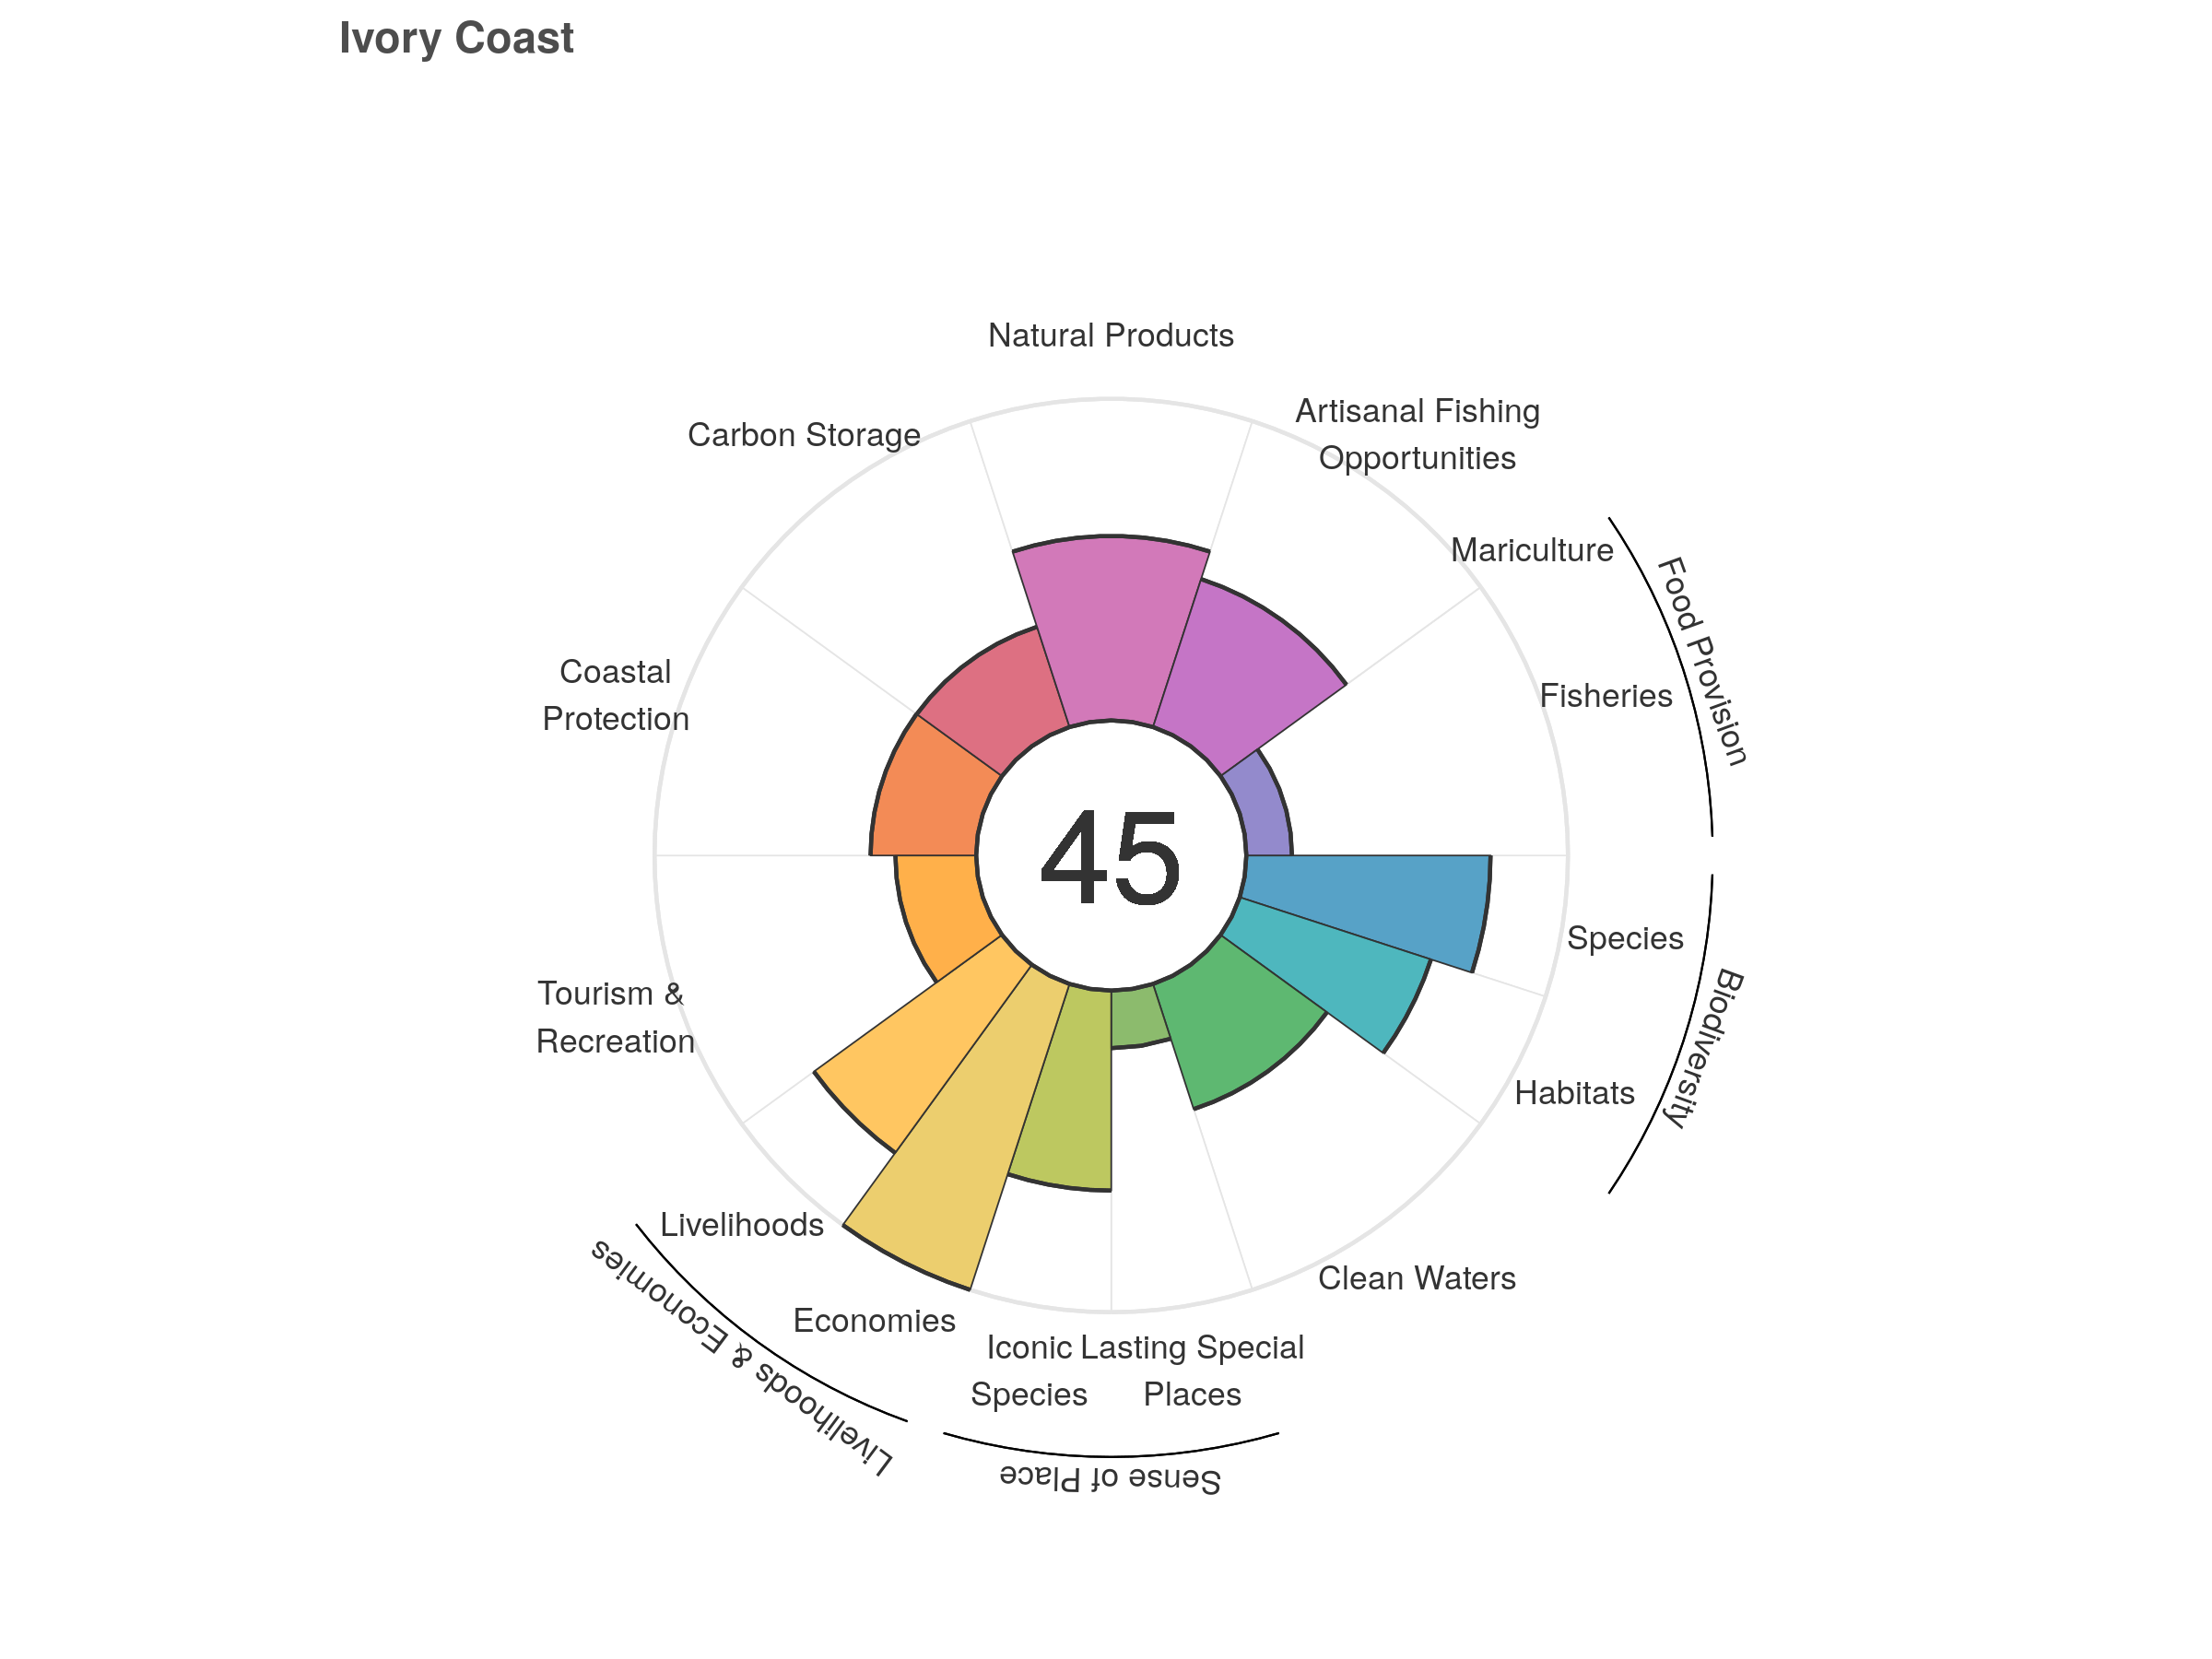 Ivory Coast
Natural Products
Artisanal Fishing
Opportunities
Carbon Storage
Mariculture
Food Provision
Fisheries
Coastal
Protection
45
Species
Biodiversity
Habitats
Tourism &
Recreation
Livelihoods
Livelihoods & Economies
Clean Waters
Economies
Iconic
Species
Lasting Special
Places
Sense of Place